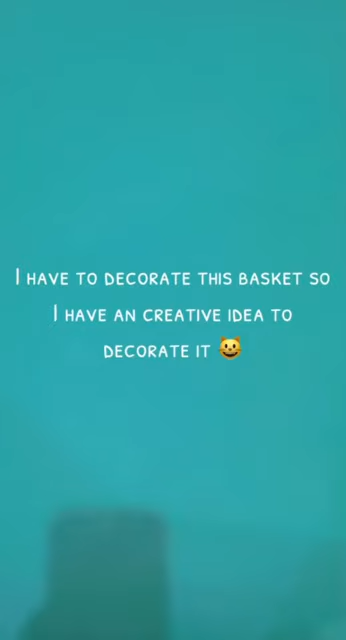 I HAVE TO DECORATE THIS BASKET SO
I HAVE AN CREATIVE IDEA TO
DECORATE IT 😺